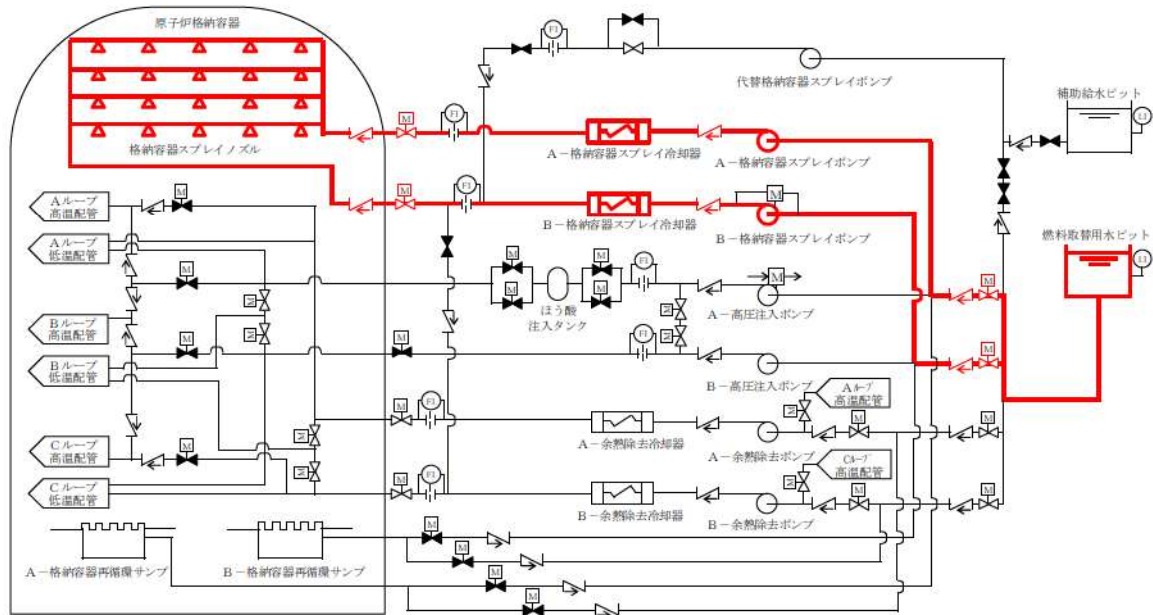 原子炉格納容器
格納容器スプレイノズル
FI
代替格納容器スプレイポンプ
補助給水ピット
LI
M
FI
A－格納容器スプレイ冷却器
A－格納容器スプレイポンプ
M
FI
M
B－格納容器スプレイ冷却器
B－格納容器スプレイポンプ
燃料取替用水ピット
LI
Aループ
高温配管
M
Aループ
低温配管
M
M
M
M
M
FI
M
ほう酸
注入タンク
A－高圧注入ポンプ
M
M
M
M
M
Bループ
高温配管
M
M
FI
Bループ
低温配管
B－高圧注入ポンプ
M
Aループ
高温配管
M
FI
A－余熱除去冷却器
A－余熱除去ポンプ
M
M
M
M
Cループ
高温配管
M
M
Cループ
高温配管
Cループ
低温配管
M
FI
B－余熱除去冷却器
B－余熱除去ポンプ
M
M
M
A－格納容器再循環サンプ
B－格納容器再循環サンプ
M
M
M
M